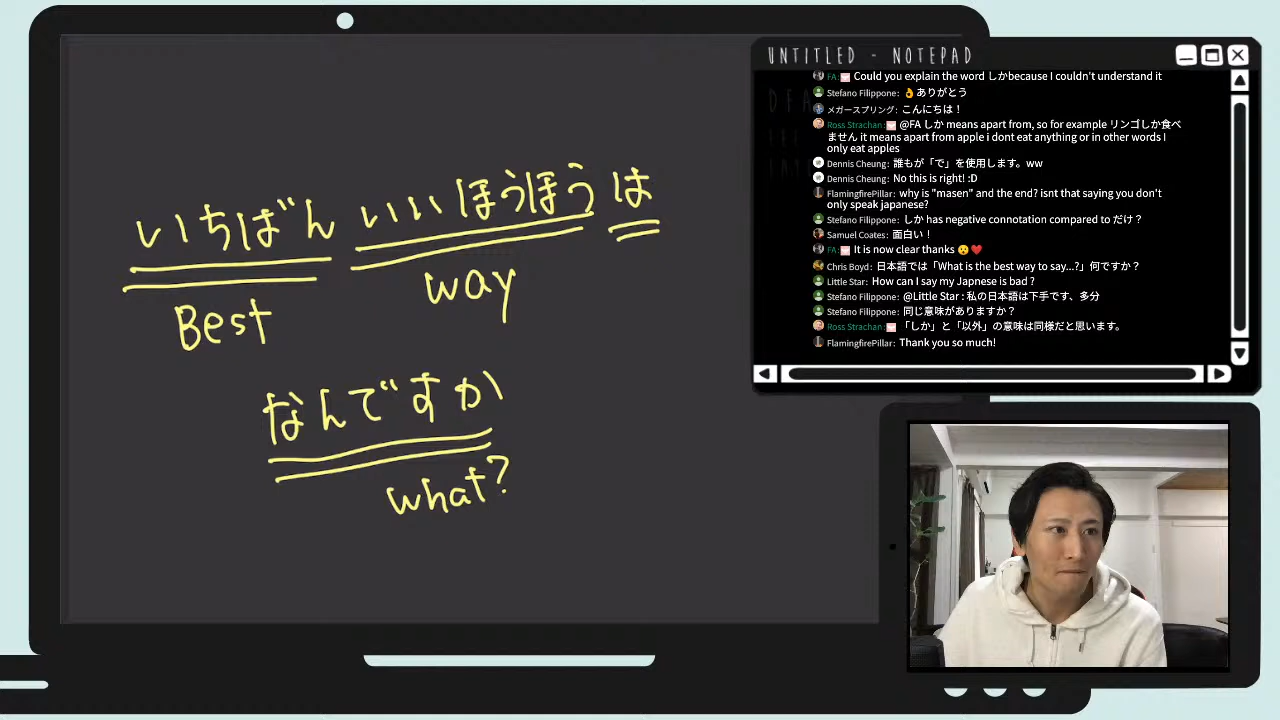 いちばん いいほうほう は
Best
way
なんですか
what?
UNTITLED - NOTEPAD
FA: Could you explain the word しかbecause I couldn't understand it
Stefano Filippone: 👌ありがとう
メガースプリング: こんにちは！
Ross Strachan: @FA しか means apart from, so for example リンゴしか食べ
ません it means apart from apple i dont eat anything or in other words I
only eat apples
Dennis Cheung: 誰もが「で」を使用します。ww
Dennis Cheung: No this is right! :D
FlamingfirePillar: why is "masen" and the end? isnt that saying you don't
only speak japanese?
Stefano Filippone: しか has negative connotation compared to だけ？
Samuel Coates: 面白い！
FA: It is now clear thanks 😮❤️
Chris Boyd: 日本語では「What is the best way to say...?」何ですか？
Little Star: How can I say my Japnese is bad ?
Stefano Filippone: @Little Star : 私の日本語は下手です、多分
Stefano Filippone: 同じ意味がありますか？
Ross Strachan: 「しか」と「以外」の意味は同様だと思います。
FlamingfirePillar: Thank you so much!